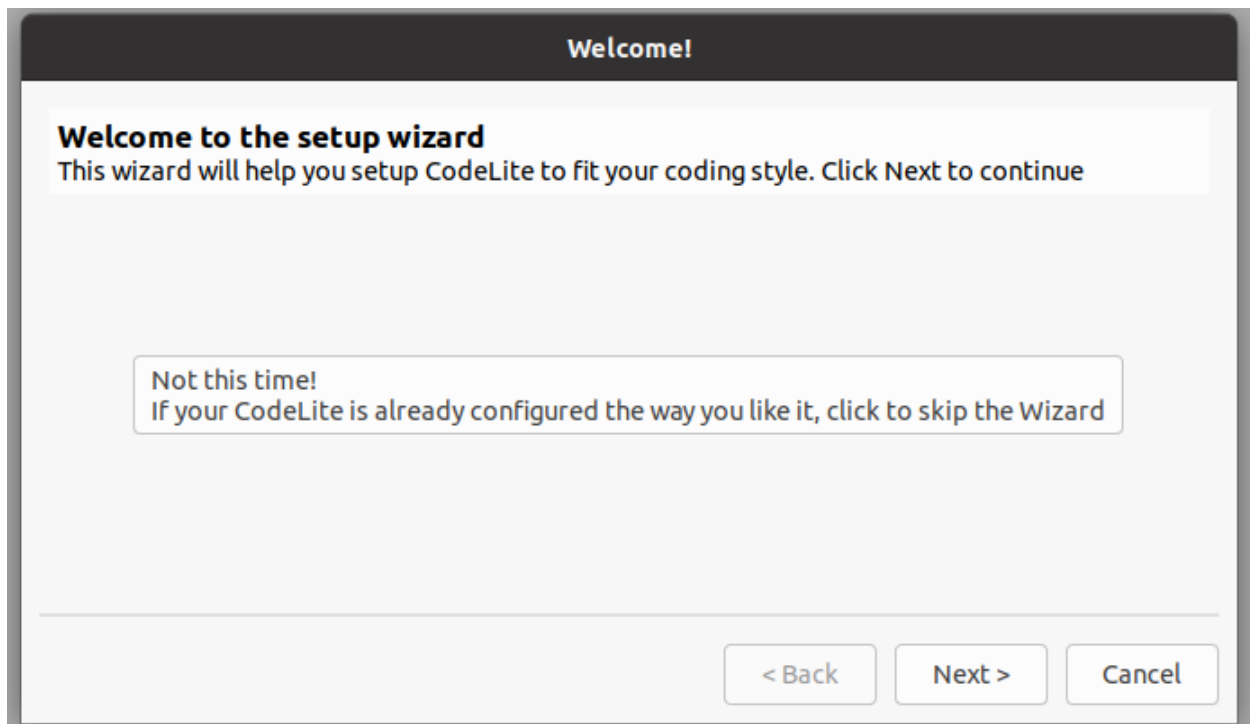 Welcome!
Welcome to the setup wizard
This wizard will help you setup CodeLite to fit your coding style. Click Next to continue
Not this time!
If your CodeLite is already configured the way you like it, click to skip the Wizard
< Back
Next >
Cancel